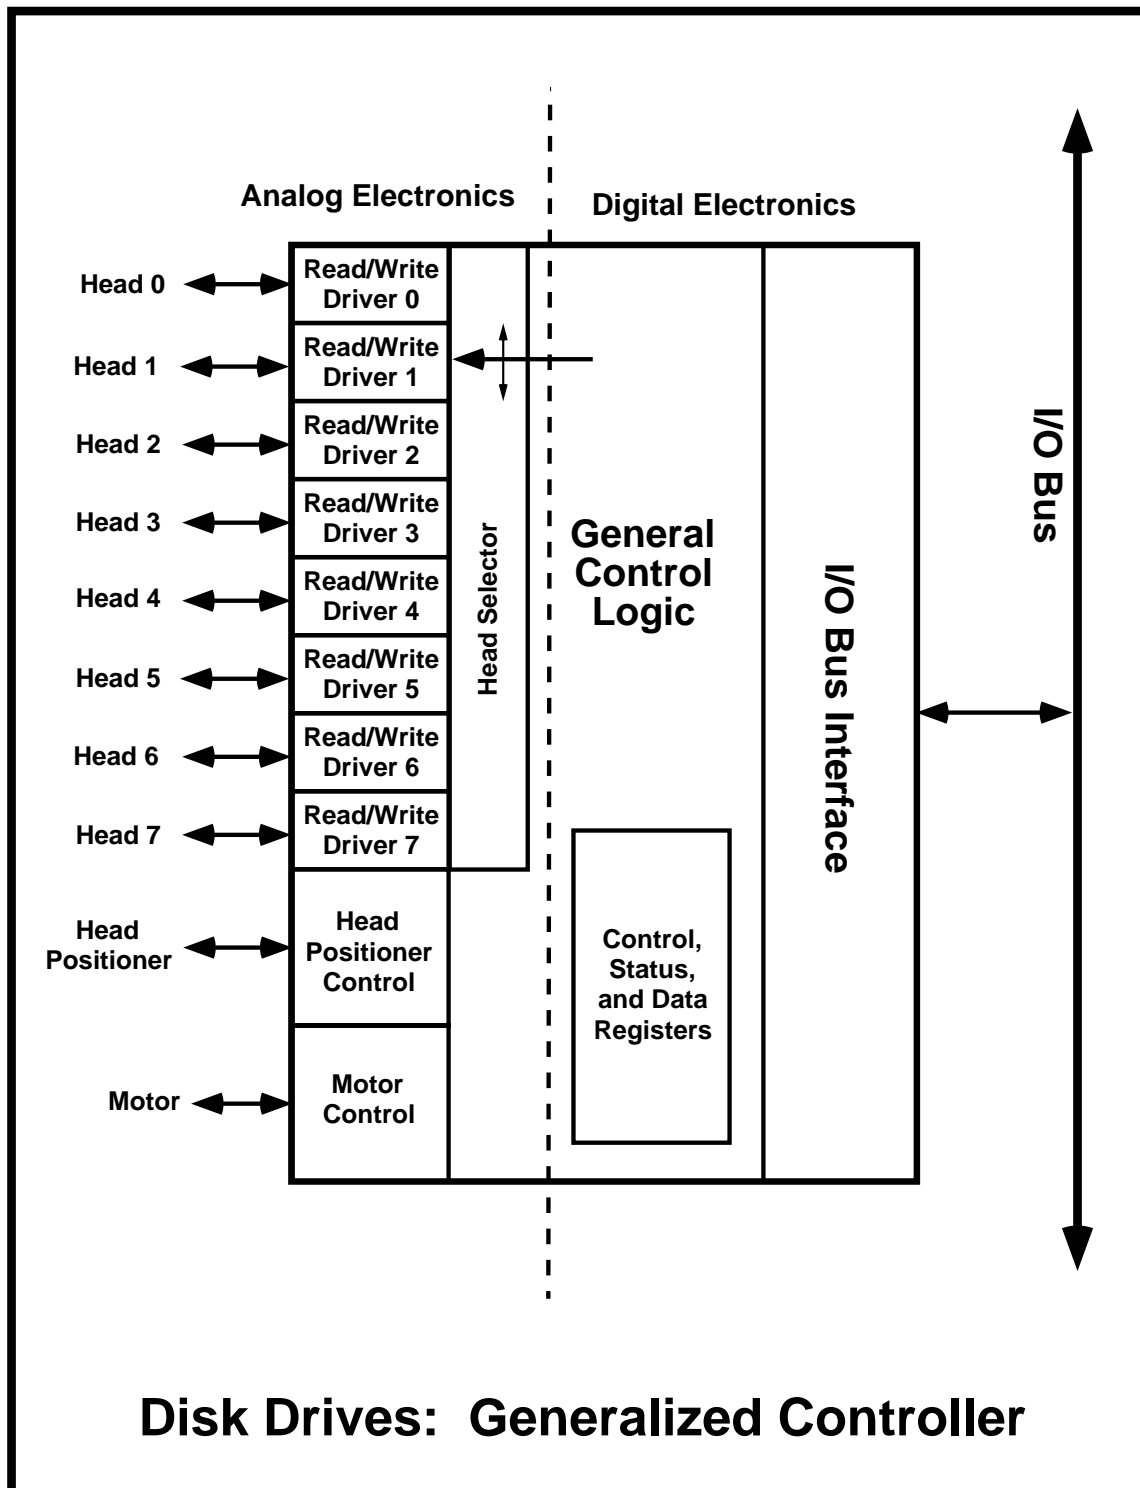 Analog Electronics
Digital Electronics
Head 0
Read/Write
Driver 0
Head 1
Read/Write
Driver 1
Head 2
Read/Write
Driver 2
Head 3
Read/Write
Driver 3
Head 4
Read/Write
Driver 4
Head 5
Read/Write
Driver 5
Head 6
Read/Write
Driver 6
Head 7
Read/Write
Driver 7
Head
Positioner
Head
Positioner
Control
Motor
Motor
Control
Head Selector
General
Control
Logic
Control,
Status,
and Data
Registers
I/O Bus Interface
I/O Bus
Disk Drives:  Generalized Controller